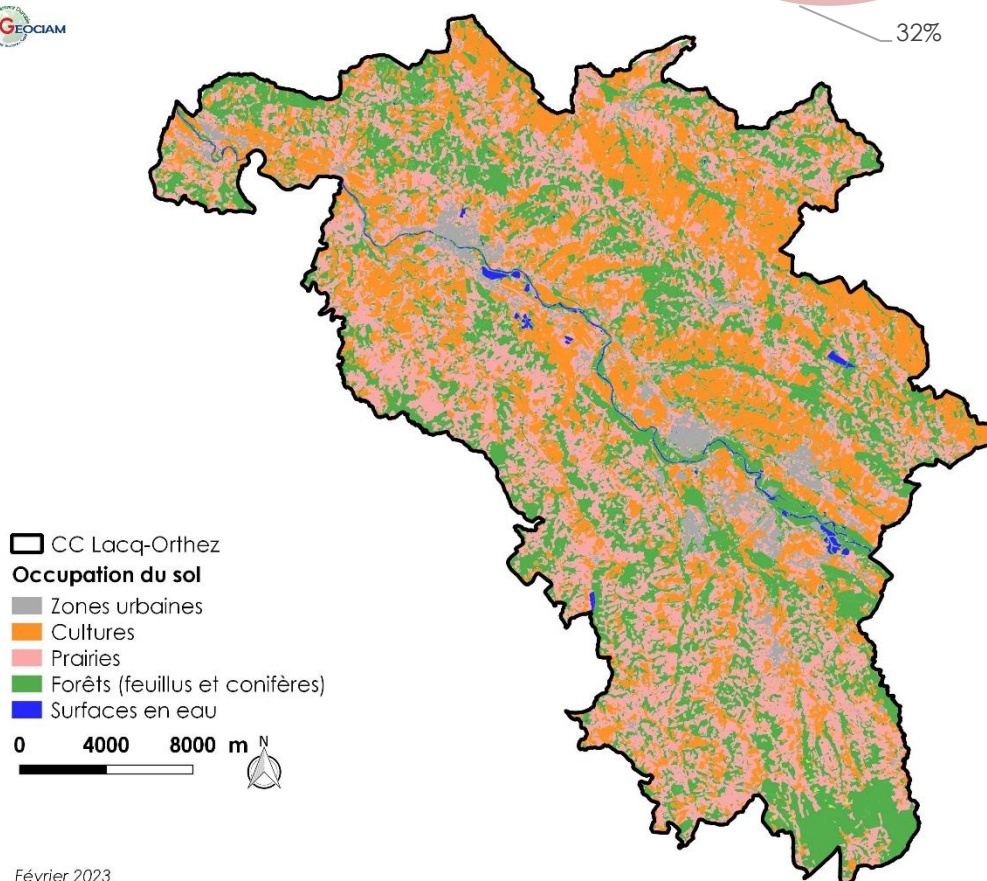 GEOCIAM
32%
CC Lacq-Orthez
Occupation du sol
Zones urbaines
Cultures
Prairies
Forêts (feuillus et conifères)
Surfaces en eau
0 4000 8000 m N
Février 2023